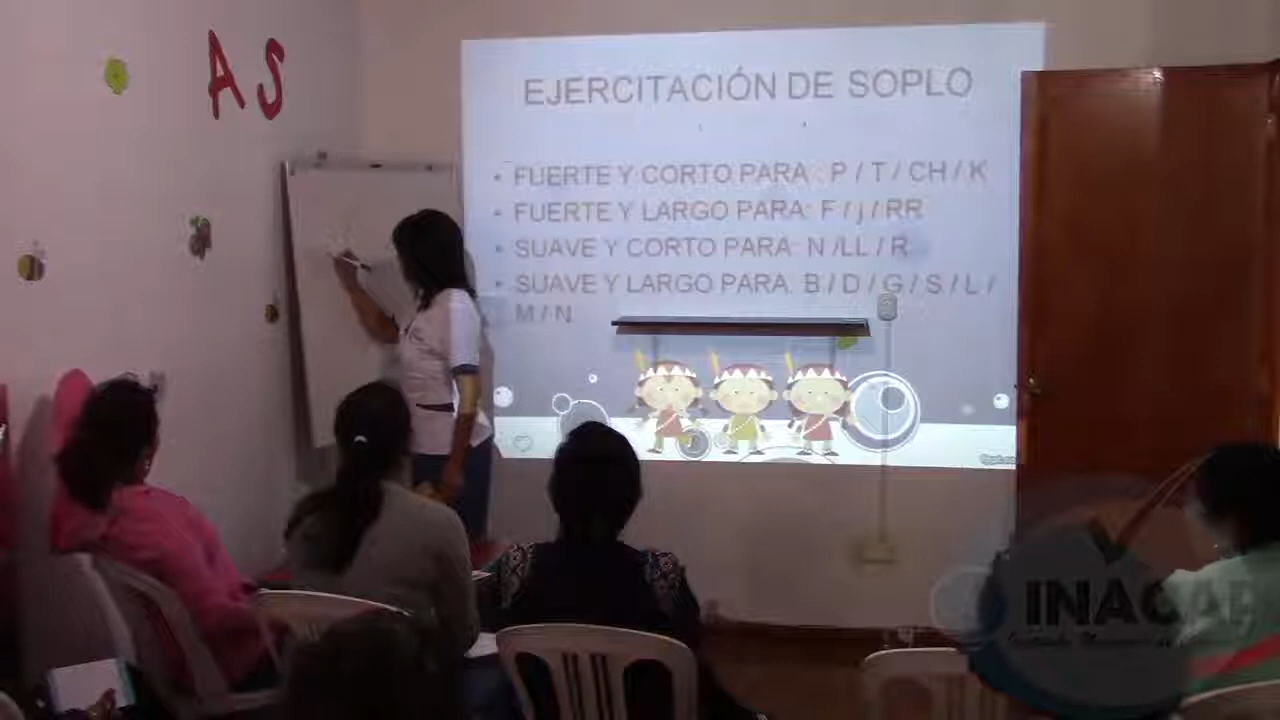 A S
EJERCITACIÓN DE SOPLO
• FUERTE Y CORTO PARA : P / T / CH / K
• FUERTE Y LARGO PARA: F / j / RR
• SUAVE Y CORTO PARA: N /LL / R
• SUAVE Y LARGO PARA: B / D / G / S / L /
M / N
INACAP